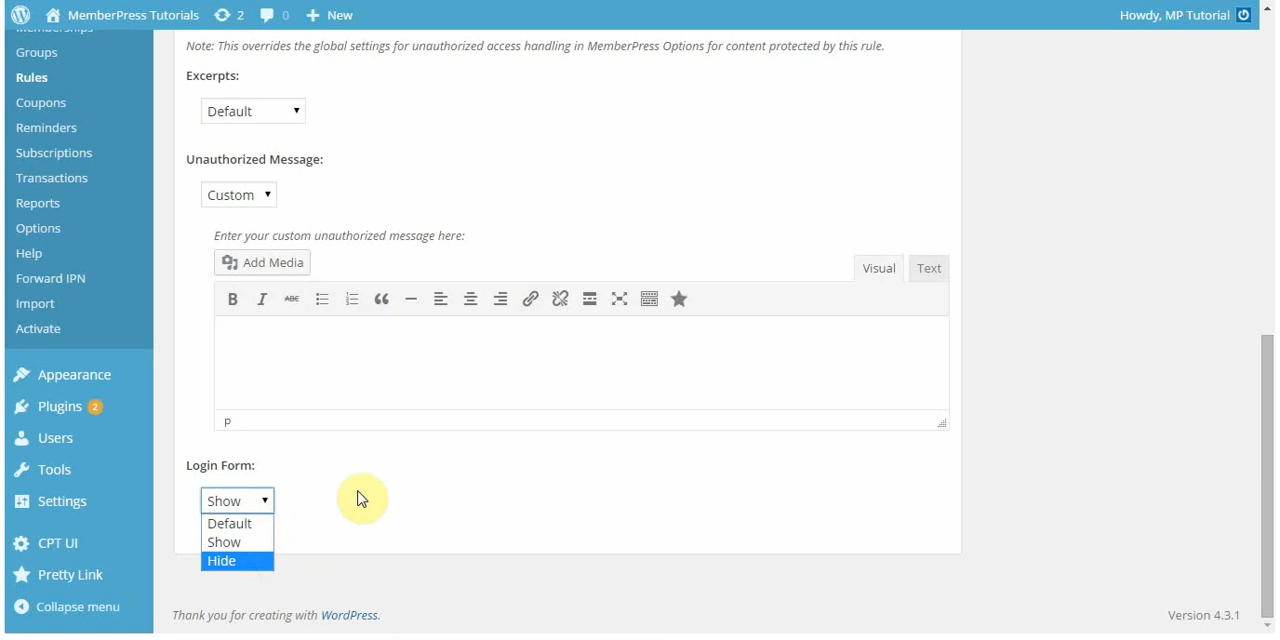 MemberPress Tutorials 2 0 New Howdy, MP Tutorial
Memberships
Groups
Rules
Coupons
Reminders
Subscriptions
Transactions
Reports
Options
Help
Forward IPN
Import
Activate
Appearance
Plugins 2
Users
Tools
Settings
CPT UI
Pretty Link
Collapse menu
Note: This overrides the global settings for unauthorized access handling in MemberPress Options for content protected by this rule.
Excerpts:
Default
Unauthorized Message:
Custom
Enter your custom unauthorized message here:
Add Media
Visual Text
B I ABC
p
Login Form:
Show
Default
Show
Hide
Thank you for creating with WordPress. Version 4.3.1